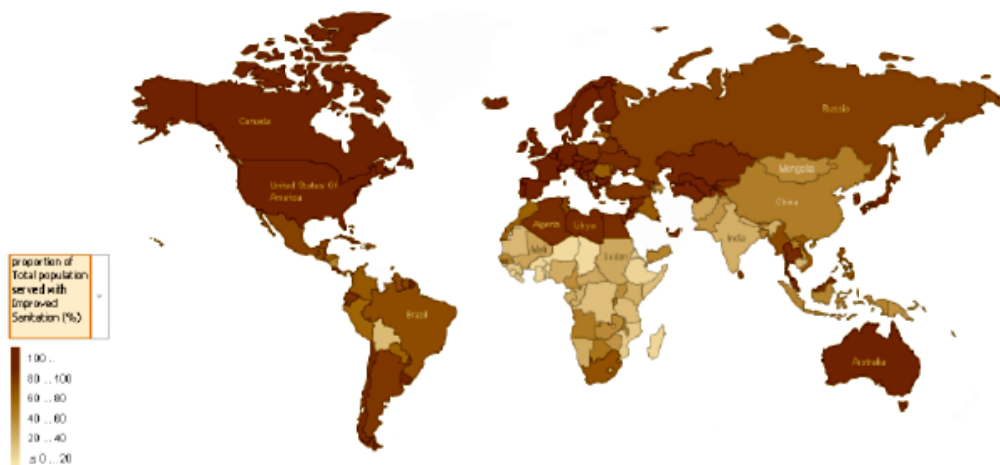 Canada
United States Of
America
Brazil
Algeria
Libya
Mali
Sudan
Russia
Mongolia
China
India
Australia
proportion of
Total population
served with
Improved
Sanitation (%)
100 ..
80 ... 100
60 ... 80
40 ... 60
20 ... 40
≤ 0 ... 20